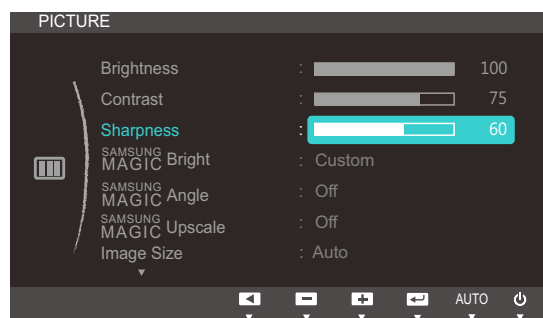 PICTURE
Brightness : 100
Contrast : 75
Sharpness : 60
SAMSUNG MAGIC Bright : Custom
SAMSUNG MAGIC Angle : Off
SAMSUNG MAGIC Upscale : Off
Image Size : Auto
AUTO